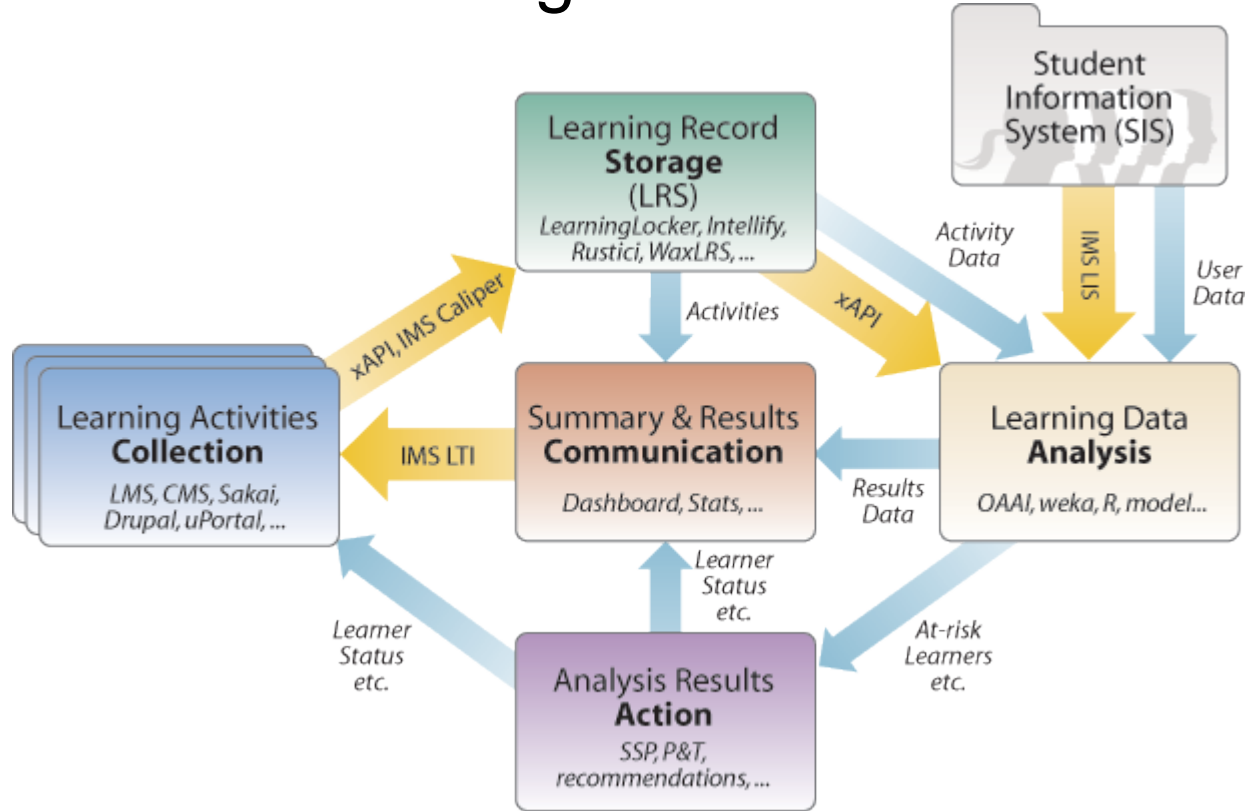 g
Student
Information
System (SIS)
Learning Record
Storage
(LRS)
LearningLocker, Intellify,
Rustici, WaxLRS, ...
Activity
Data
IMS LIS
User
Data
xAPI, IMS Caliper
Activities
xAPI
Learning Activities
Collection
LMS, CMS, Sakai,
Drupal, uPortal, ...
IMS LTI
Summary & Results
Communication
Dashboard, Stats, ...
Results
Data
Learning Data
Analysis
OAAI, weka, R, model...
Learner
Status
etc.
Learner
Status
etc.
At-risk
Learners
etc.
Analysis Results
Action
SSP, P&T,
recommendations, ...